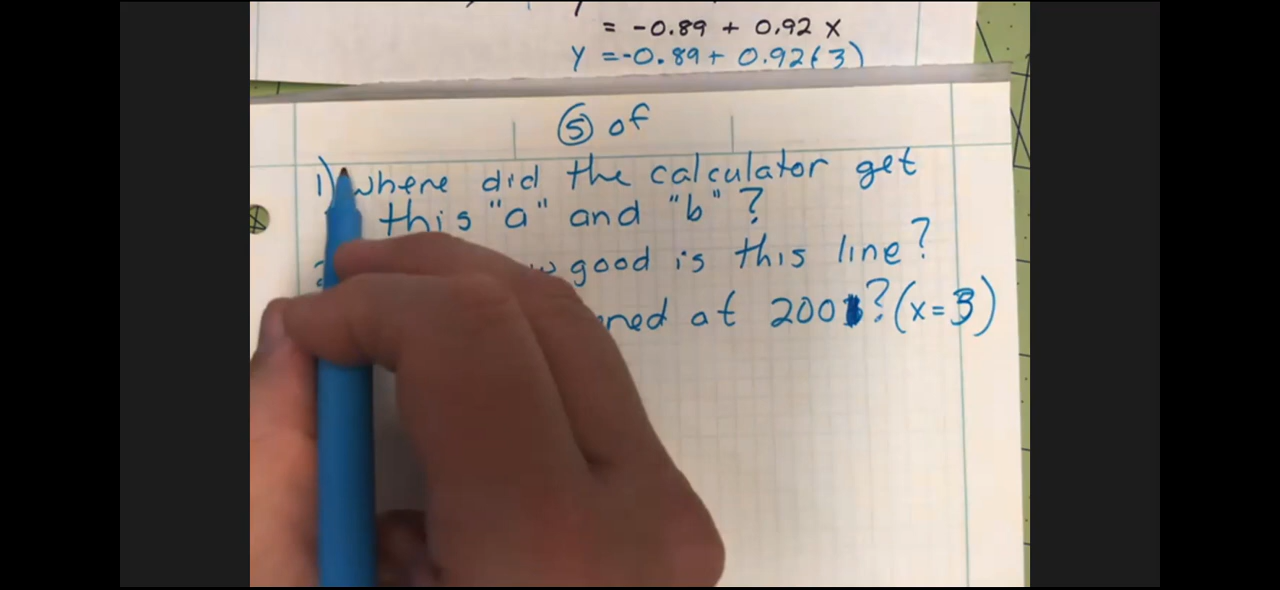 = -0.89 + 0.92 x
y = -0.89 + 0.92(3)
⑤ of
1) where did the calculator get
this "a" and "b"?
good is this line?
at 200 ? (x=3)